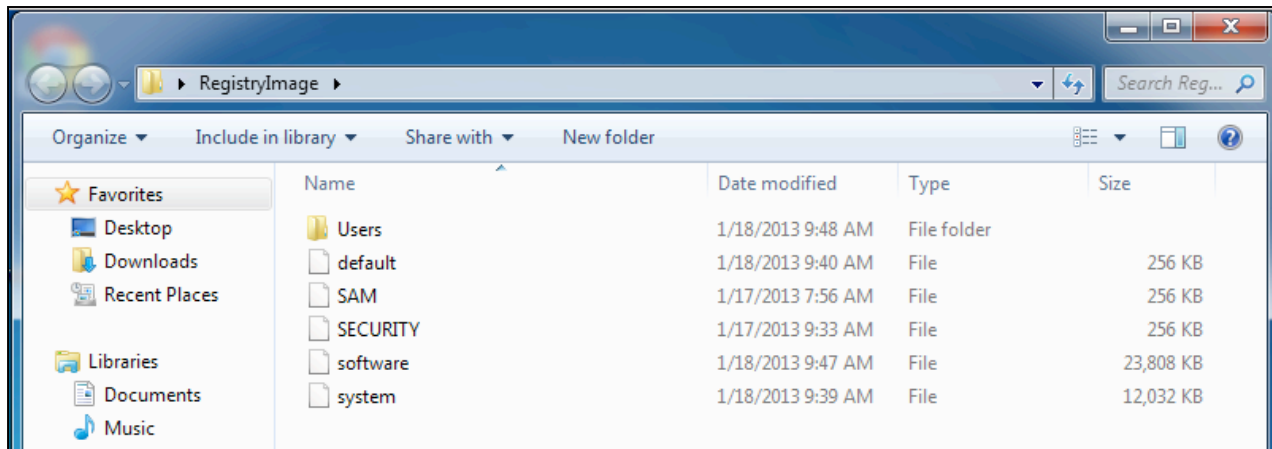 RegistryImage
Search Reg...
Organize Include in library Share with New folder
Favorites
Desktop
Downloads
Recent Places
Libraries
Documents
Music
Name Date modified Type Size
Users 1/18/2013 9:48 AM File folder
default 1/18/2013 9:40 AM File 256 KB
SAM 1/17/2013 7:56 AM File 256 KB
SECURITY 1/17/2013 9:33 AM File 256 KB
software 1/18/2013 9:47 AM File 23,808 KB
system 1/18/2013 9:39 AM File 12,032 KB